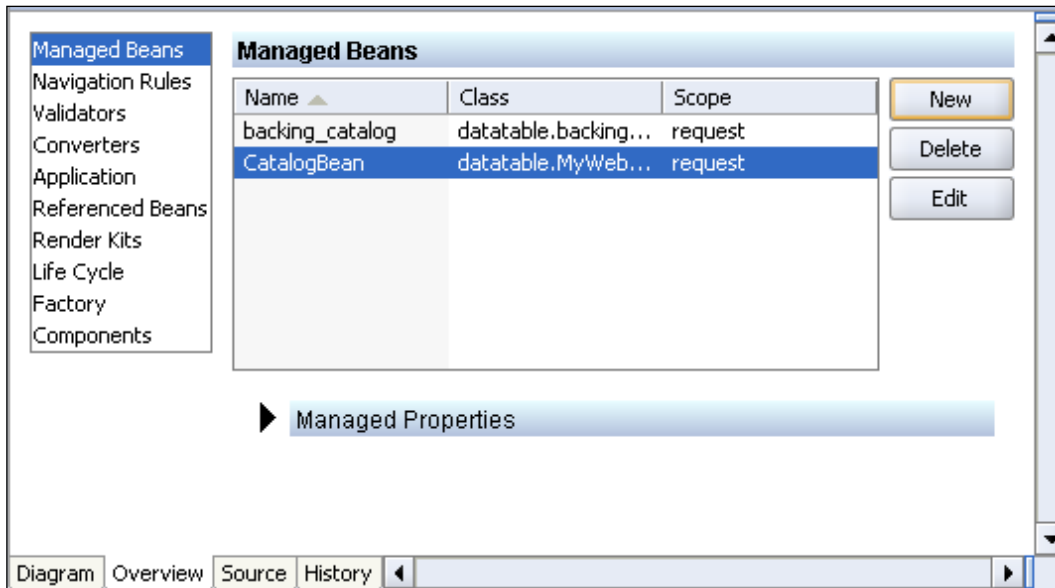 Managed Beans
Navigation Rules
Validators
Converters
Application
Referenced Beans
Render Kits
Life Cycle
Factory
Components
Managed Beans
Name Class Scope
backing_catalog datatable.backing... request
CatalogBean datatable.MyWeb... request
New
Delete
Edit
Managed Properties
Diagram Overview Source History